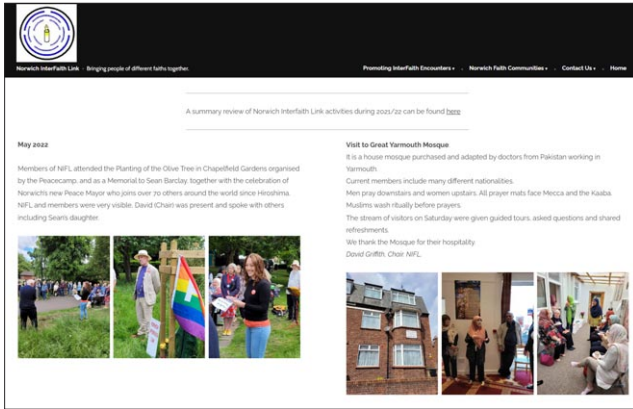 Norwich InterFaith Link - Bringing people of different faiths together.
Promoting InterFaith Encounters
Norwich Faith Communities
Contact Us
Home
A summary review of Norwich Interfaith Link activities during 2021/22 can be found here
May 2022
Members of NIFL attended the Planting of the Olive Tree in Chapelfield Gardens organised
by the Peacecamp, and as a Memorial to Sean Barclay, together with the celebration of
Norwich's new Peace Mayor who joins over 70 others around the world since Hiroshima.
NIFL and members were very visible, David (Chair) was present and spoke with others
including Sean's daughter.
Visit to Great Yarmouth Mosque
It is a house mosque purchased and adapted by doctors from Pakistan working in
Yarmouth.
Current members include many different nationalities.
Men pray downstairs and women upstairs. All prayer mats face Mecca and the Kaaba.
Muslims wash ritually before prayers.
The stream of visitors on Saturday were given guided tours, asked questions and shared
refreshments.
We thank the Mosque for their hospitality.
David Griffith, Chair, NIFL.